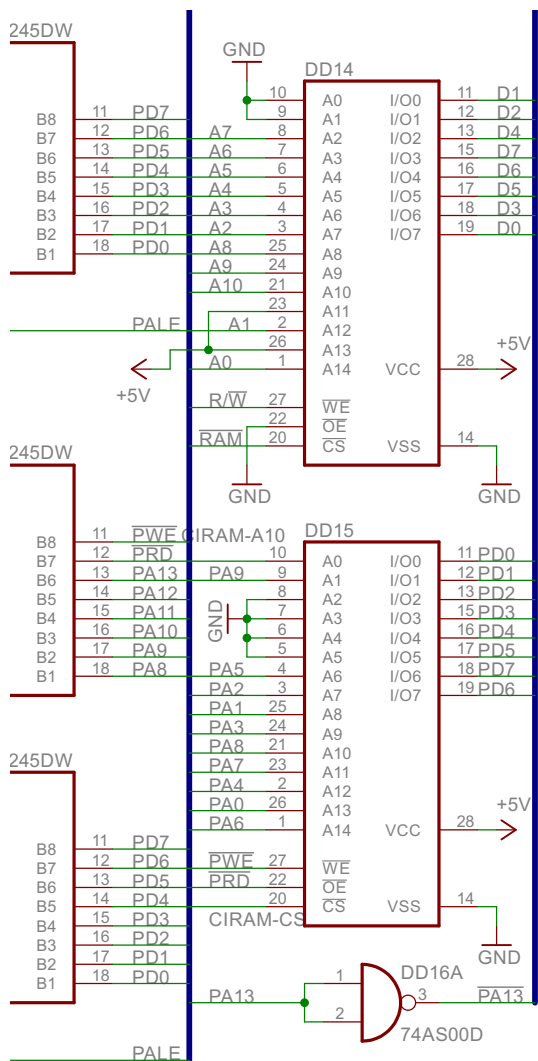 245DW
GND
DD14
B8 11 PD7
B7 12 PD6
B6 13 PD5
B5 14 PD4
B4 15 PD3
B3 16 PD2
B2 17 PD1
B1 18 PD0
10 A0 I/O0 11 D1
9 A1 I/O1 12 D2
A7 8 A2 I/O2 13 D4
A6 7 A3 I/O3 15 D7
A5 6 A4 I/O4 16 D6
A4 5 A5 I/O5 17 D5
A3 4 A6 I/O6 18 D3
A2 3 A7 I/O7 19 D0
A8 25 A8
A9 24 A9
A10 21 A10
23 A11
PALE A1 2 A12
26 A13
A0 1 A14 VCC 28 +5V
+5V
R/W 27 WE
22 OE
RAM 20 CS VSS 14
GND
GND
245DW
DD15
B8 11 PWE CIRAM-A10
B7 12 PRD
B6 13 PA13
B5 14 PA12
B4 15 PA11
B3 16 PA10
B2 17 PA9
B1 18 PA8
10 A0 I/O0 11 PD0
PA9 9 A1 I/O1 12 PD1
GND
8 A2 I/O2 13 PD2
7 A3 I/O3 15 PD3
6 A4 I/O4 16 PD4
5 A5 I/O5 17 PD5
PA5 4 A6 I/O6 18 PD7
PA2 3 A7 I/O7 19 PD6
PA1 25 A8
PA3 24 A9
PA8 21 A10
PA7 23 A11
PA4 2 A12
PA0 26 A13
PA6 1 A14 VCC 28 +5V
PWE 27 WE
PRD 22 OE
CIRAM-CS 20 CS VSS 14
GND
245DW
B8 11 PD7
B7 12 PD6
B6 13 PD5
B5 14 PD4
B4 15 PD3
B3 16 PD2
B2 17 PD1
B1 18 PD0
DD16A
PA13 1 2 3 PA13
74AS00D
PALE